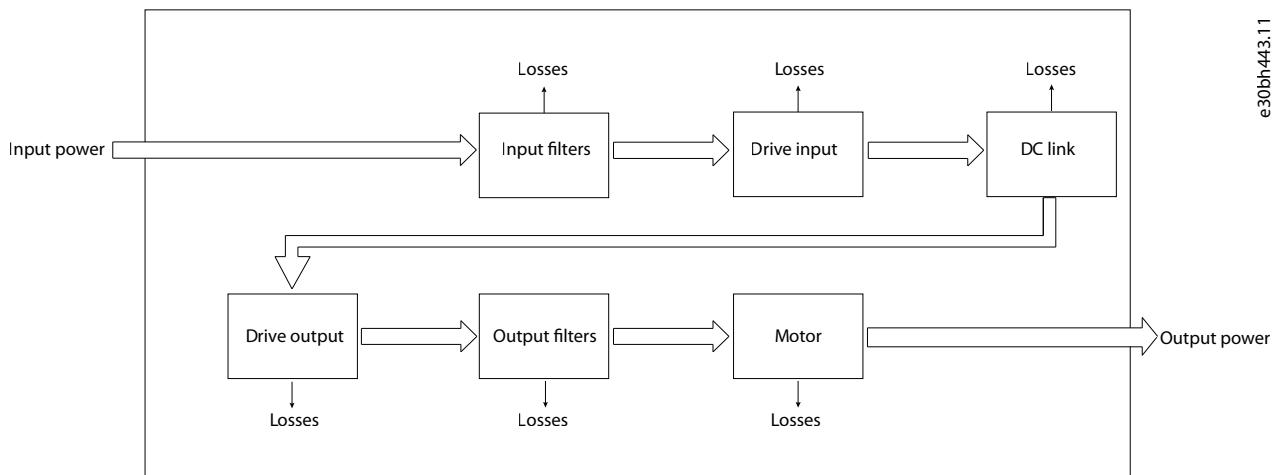 Losses
Losses
Losses
Input power
Input filters
Drive input
DC link
Drive output
Output filters
Motor
Output power
Losses
Losses
Losses
e30bh443.11